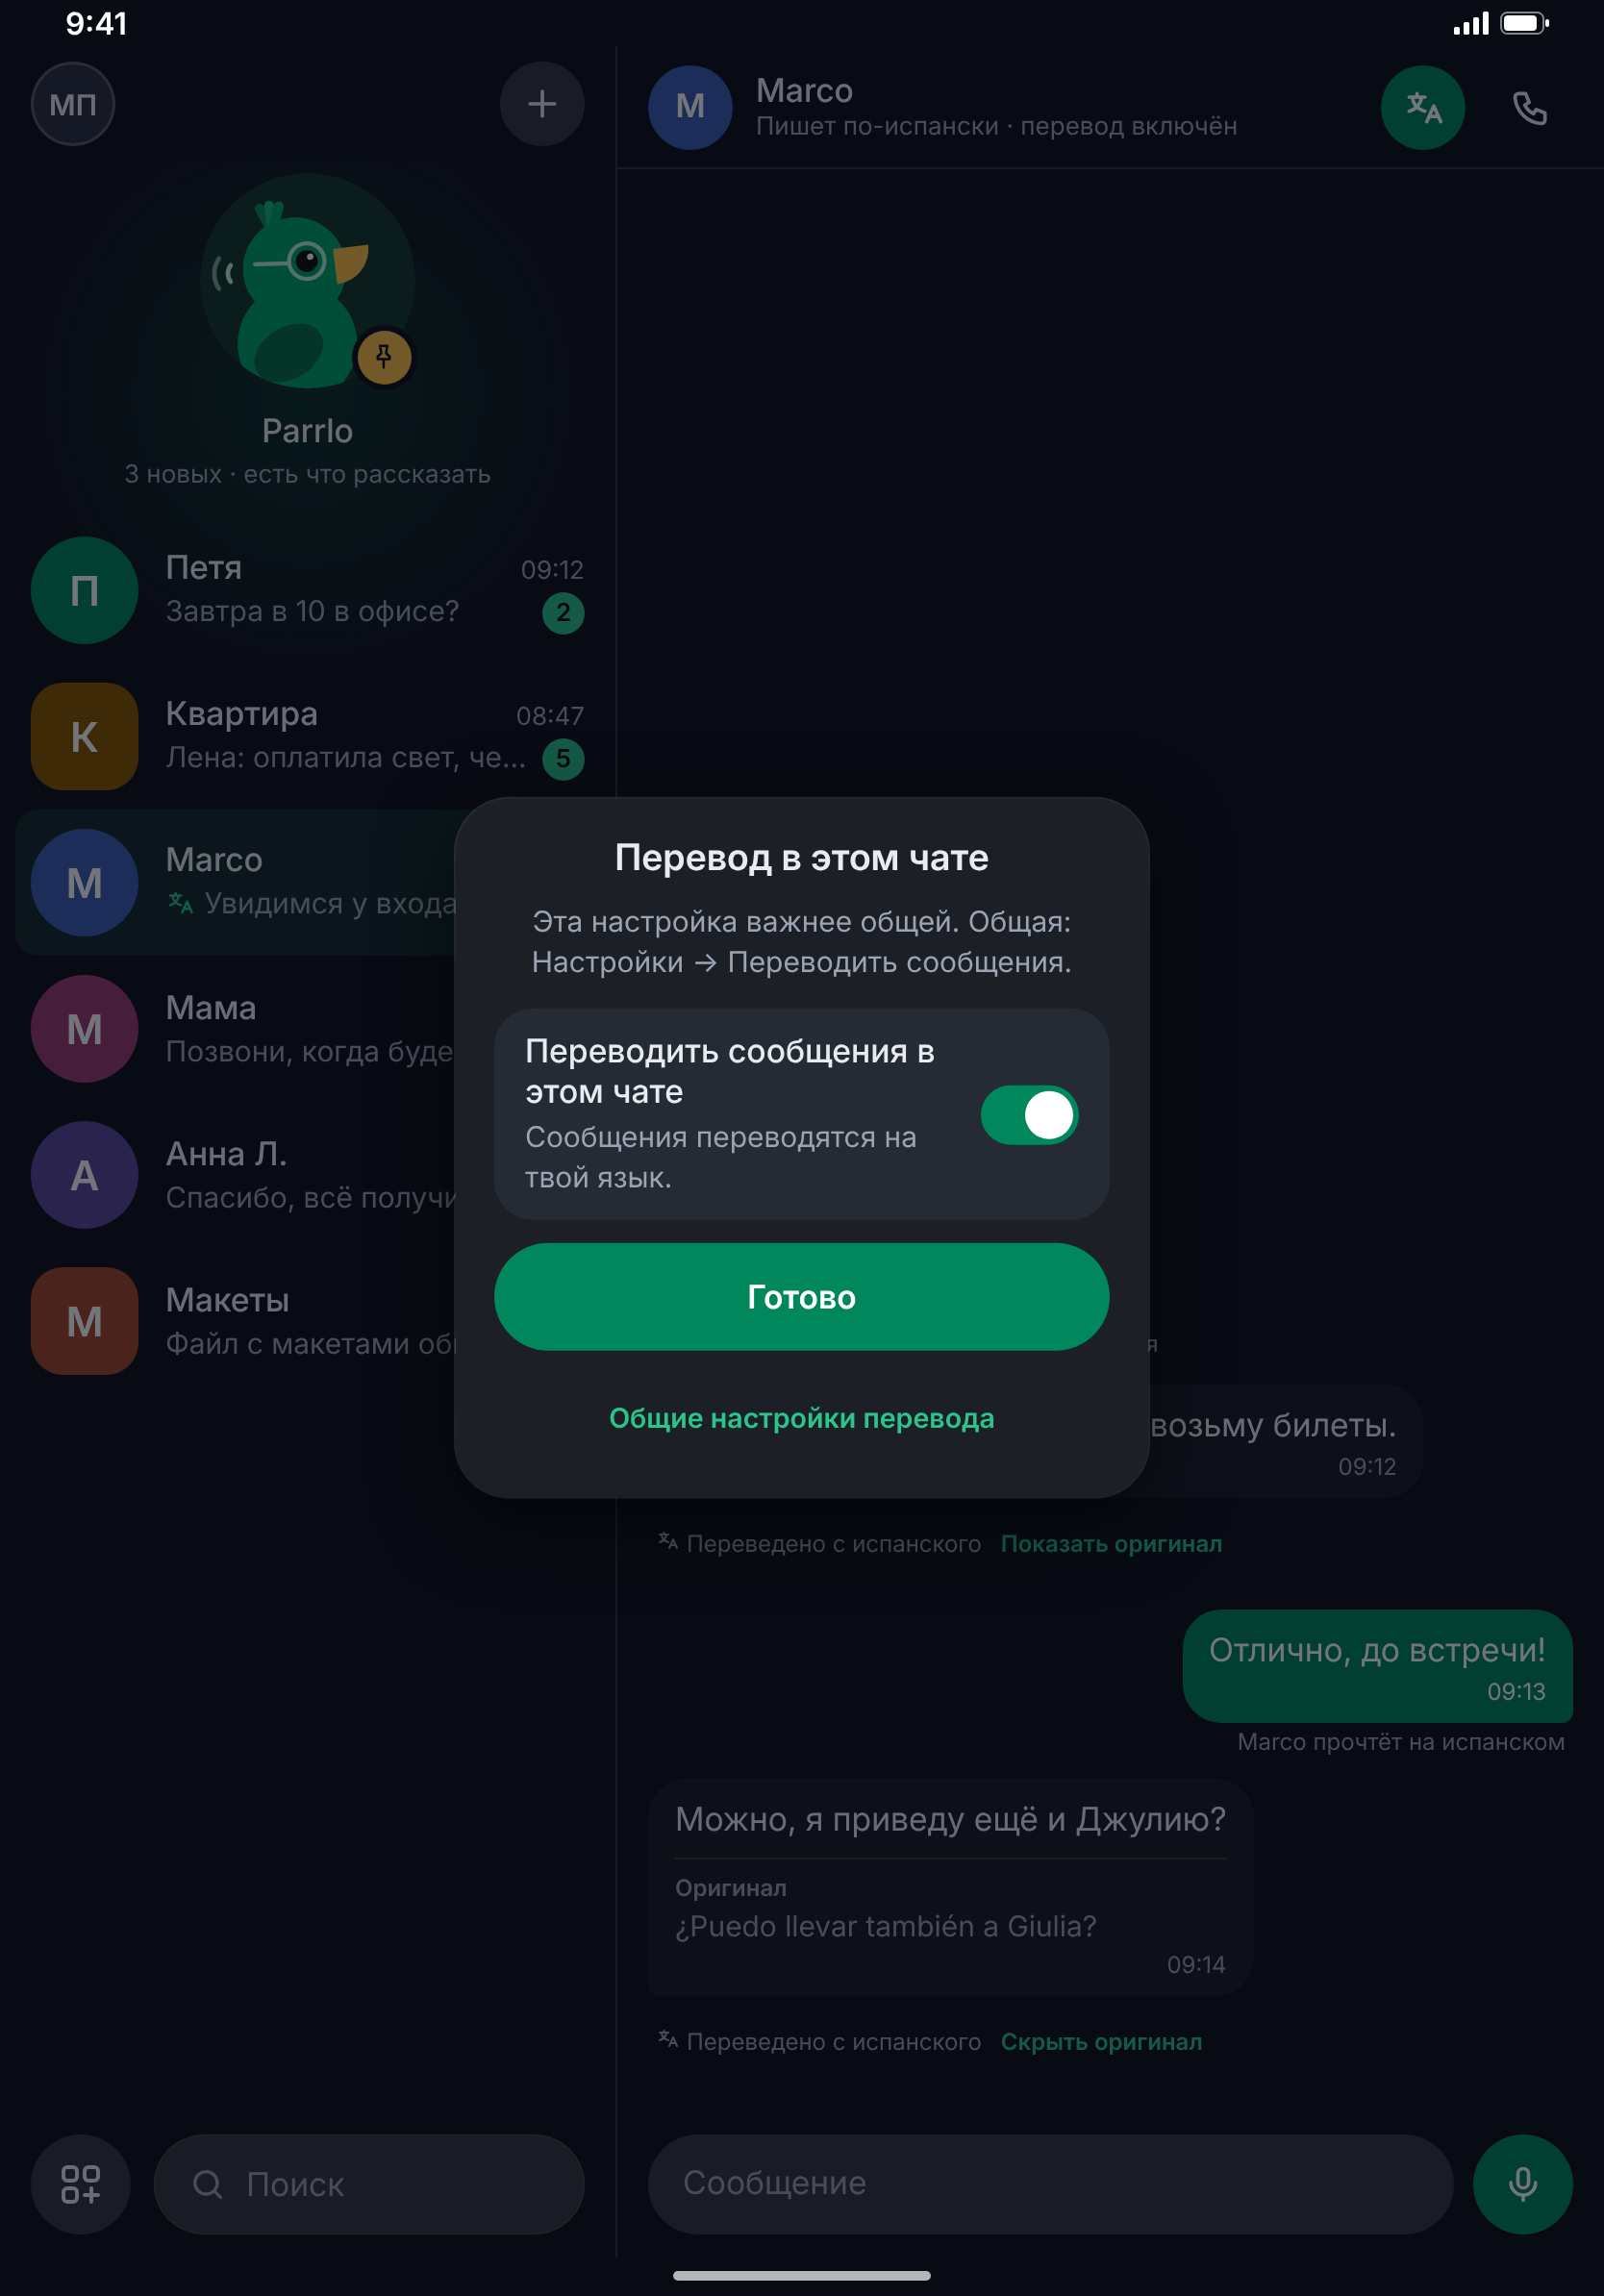 9:41
МП
Parrlo
3 новых · есть что рассказать
П
Петя
09:12
Завтра в 10 в офисе?
2
К
Квартира
08:47
Лена: оплатила свет, че...
5
M
Marco
Увидимся у входа
М
Мама
Позвони, когда буде
А
Анна Л.
Спасибо, всё получи
М
Макеты
Файл с макетами об
Поиск
M
Marco
Пишет по-испански · перевод включён
Перевод в этом чате
Эта настройка важнее общей. Общая:
Настройки → Переводить сообщения.
Переводить сообщения в
этом чате
Сообщения переводятся на
твой язык.
Готово
Общие настройки перевода
я
возьму билеты.
09:12
Переведено с испанского Показать оригинал
Отлично, до встречи!
09:13
Marco прочтёт на испанском
Можно, я приведу ещё и Джулию?
Оригинал
¿Puedo llevar también a Giulia?
09:14
Переведено с испанского Скрыть оригинал
Сообщение